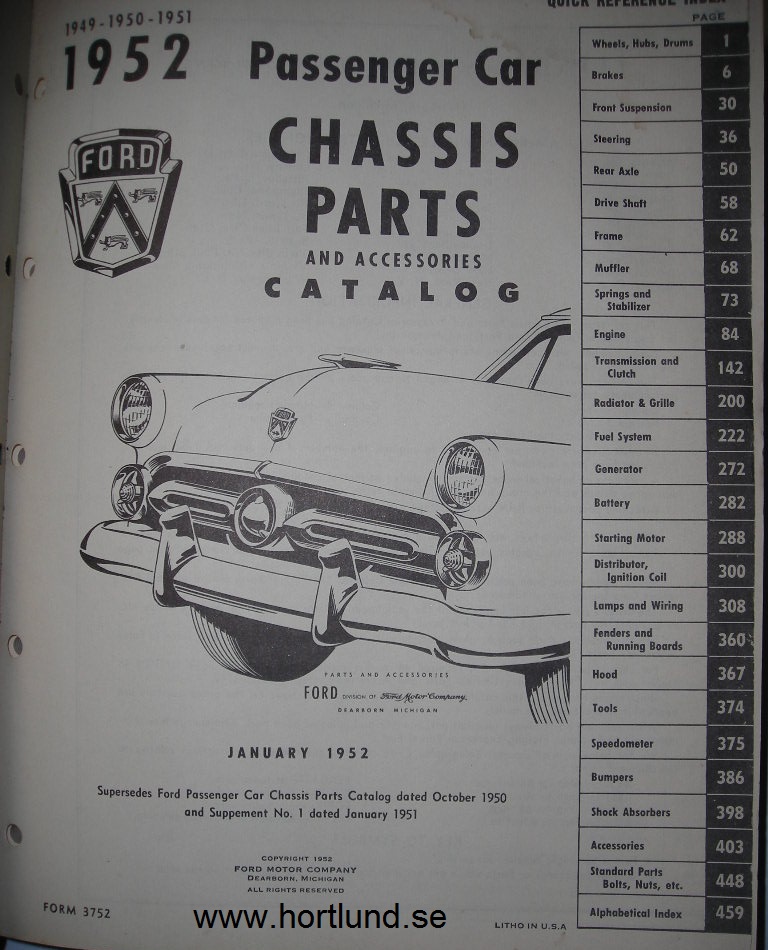 1949-1950-1951
1952
FORD
Passenger Car
CHASSIS
PARTS
AND ACCESSORIES
CATALOG
PARTS AND ACCESSORIES
FORD DIVISION OF Ford Motor Company,
DEARBORN MICHIGAN
JANUARY 1952
Supersedes Ford Passenger Car Chassis Parts Catalog dated October 1950
and Suppement No. 1 dated January 1951
COPYRIGHT 1952
FORD MOTOR COMPANY
DEARBORN, MICHIGAN
ALL RIGHTS RESERVED
FORM 3752
www.hortlund.se
LITHO IN U.S.A
QUICK REFERENCE INDEX
PAGE
Wheels, Hubs, Drums 1
Brakes 6
Front Suspension 30
Steering 36
Rear Axle 50
Drive Shaft 58
Frame 62
Muffler 68
Springs and
Stabilizer 73
Engine 84
Transmission and
Clutch 142
Radiator & Grille 200
Fuel System 222
Generator 272
Battery 282
Starting Motor 288
Distributor,
Ignition Coil 300
Lamps and Wiring 308
Fenders and
Running Boards 360
Hood 367
Tools 374
Speedometer 375
Bumpers 386
Shock Absorbers 398
Accessories 403
Standard Parts
Bolts, Nuts, etc. 448
Alphabetical Index 459